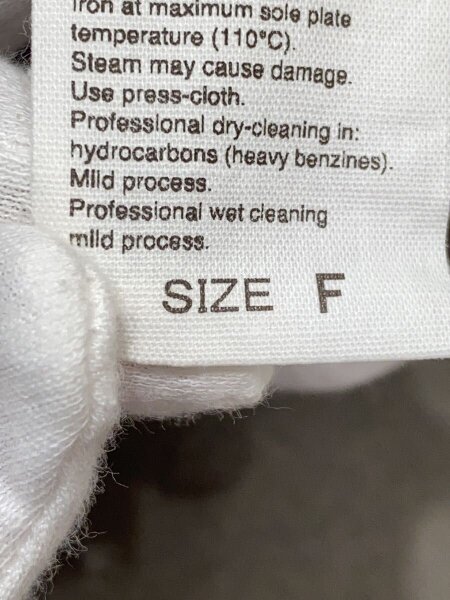 Iron at maximum sole plate
temperature (110°C).
Steam may cause damage.
Use press-cloth.
Professional dry-cleaning in:
hydrocarbons (heavy benzines).
Mild process.
Professional wet cleaning
mild process.
SIZE F